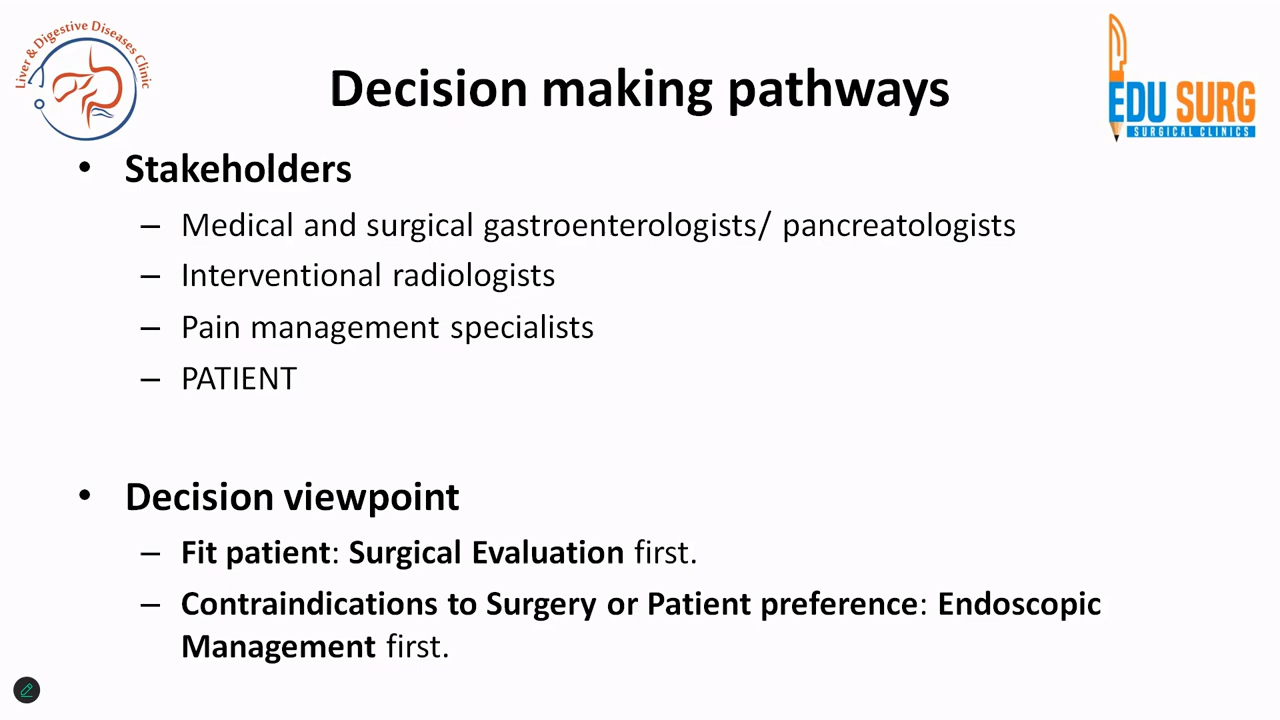 Liver & Digestive Diseases Clinic
EDU SURG
SURGICAL CLINICS
Decision making pathways
• Stakeholders
– Medical and surgical gastroenterologists/ pancreatologists
– Interventional radiologists
– Pain management specialists
– PATIENT
• Decision viewpoint
– Fit patient: Surgical Evaluation first.
– Contraindications to Surgery or Patient preference: Endoscopic
Management first.